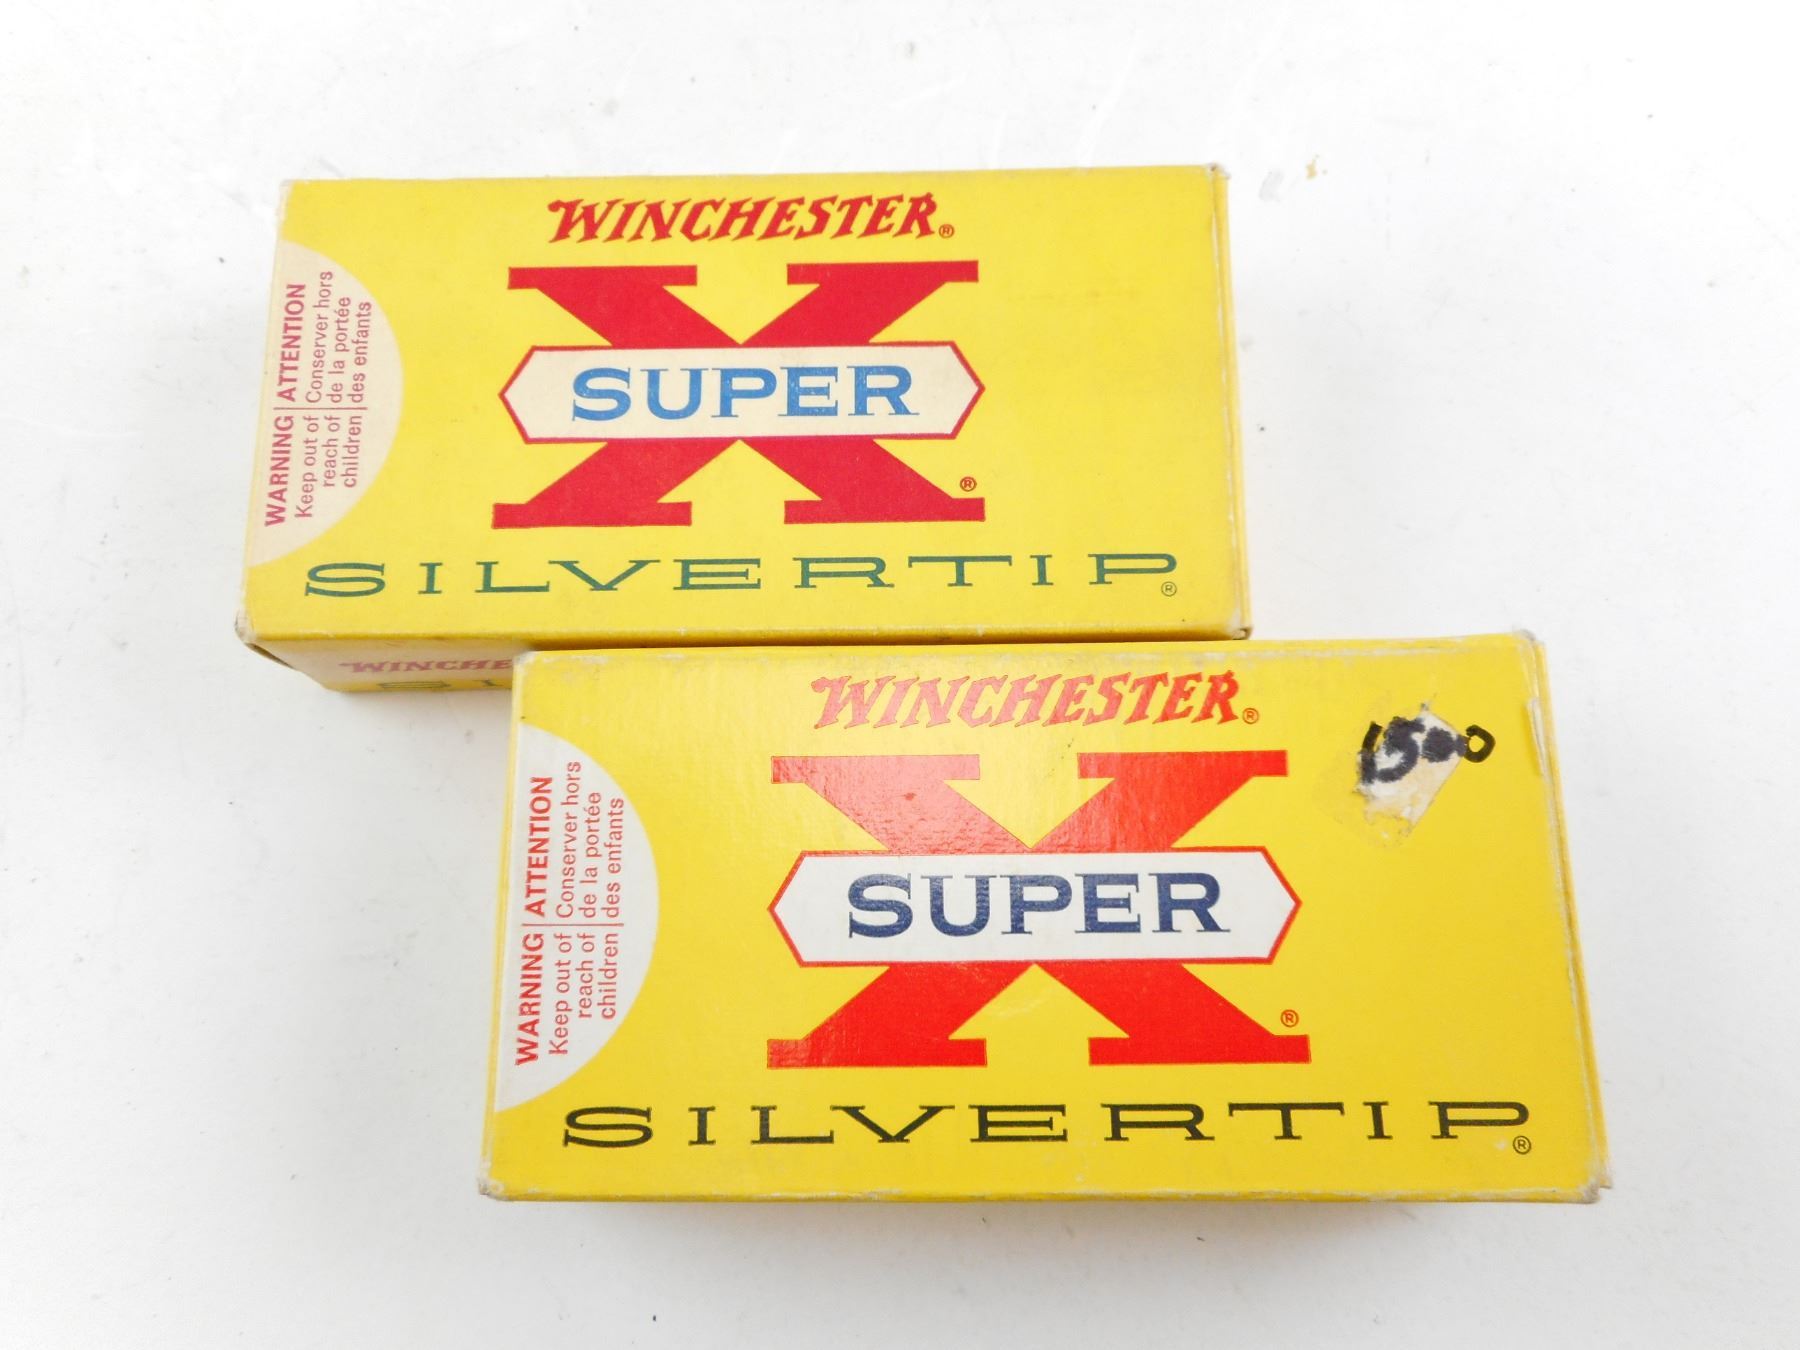 WINCHESTER®
X
SUPER
®
SILVERTIP®
WARNING | ATTENTION
Keep out of | Conserver hors
reach of | de la portée
children | des enfants
WINCHE
WINCHESTER®
X
SUPER
®
SILVERTIP®
WARNING | ATTENTION
Keep out of | Conserver hors
reach of | de la portée
children | des enfants